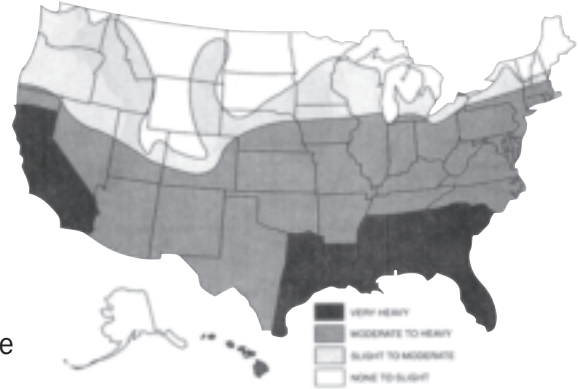 VERY HEAVY
MODERATE TO HEAVY
SLIGHT TO MODERATE
NONE TO SLIGHT
e